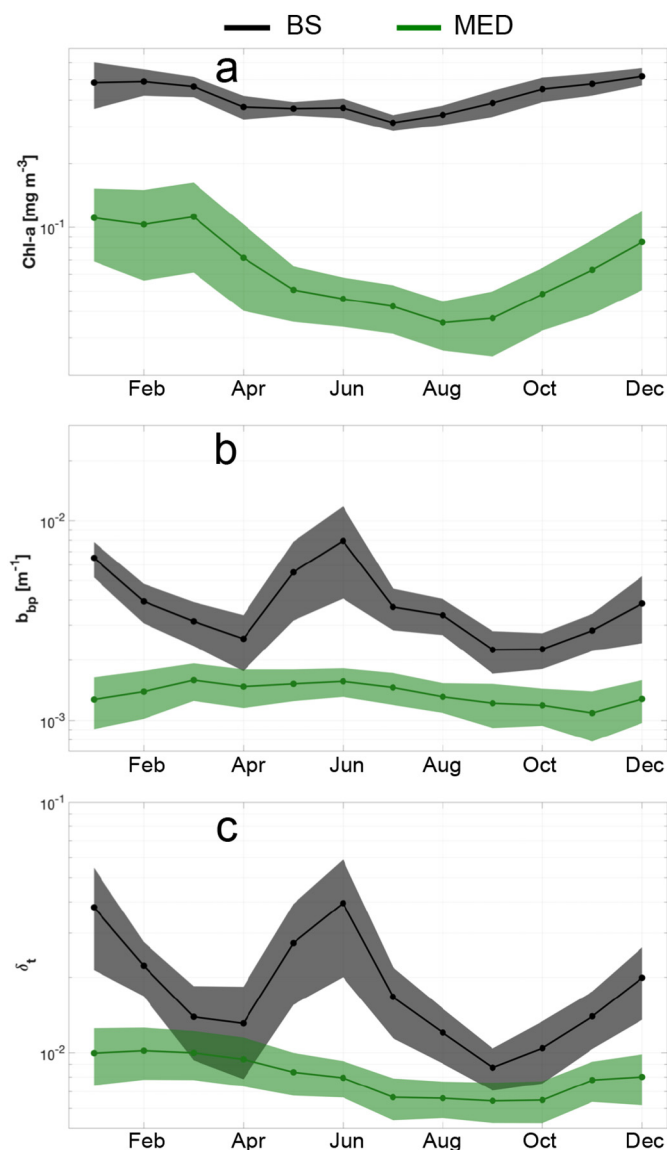 BS MED
a
Chl-a [mg m⁻³]
10⁻¹
Feb Apr Jun Aug Oct Dec
b
b_bp [m⁻¹]
10⁻²
10⁻³
Feb Apr Jun Aug Oct Dec
c
δ_t
10⁻¹
10⁻²
Feb Apr Jun Aug Oct Dec